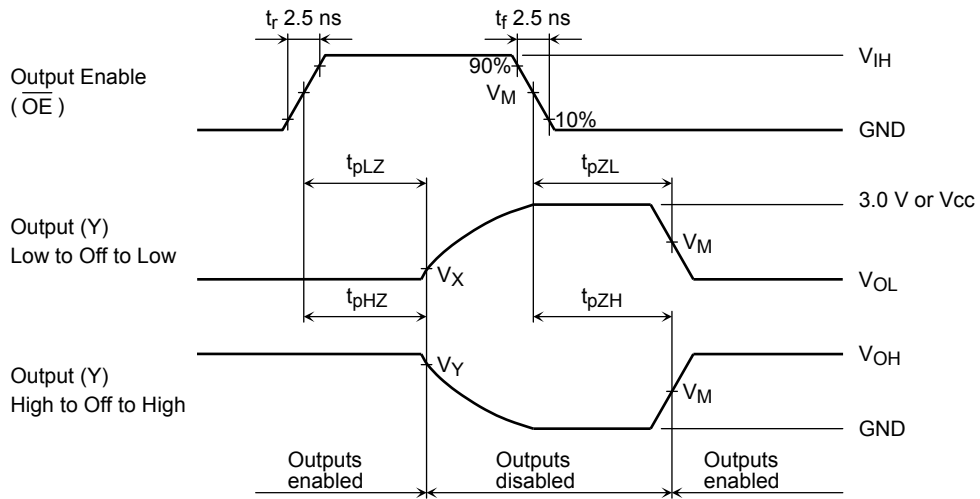 tr 2.5 ns
tf 2.5 ns
Output Enable
( OE )
90%
VM
10%
VIH
GND
tpLZ
tpZL
Output (Y)
Low to Off to Low
3.0 V or Vcc
VM
VX
VOL
tpHZ
tpZH
Output (Y)
High to Off to High
VY
VOH
VM
GND
Outputs
enabled
Outputs
disabled
Outputs
enabled